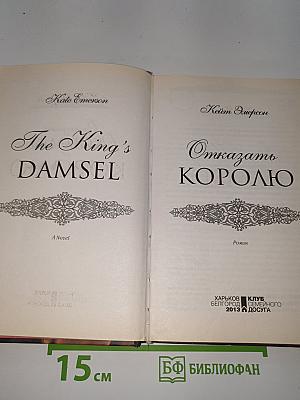 Kate Emerson
The King's
DAMSEL
A Novel
Кейт Эмерсон
Отказать
КОРОЛЮ
Роман
ХАРЬКОВ
БЕЛГОРОД
2013
КЛУБ
СЕМЕЙНОГО
ДОСУГА
15 см
БФ БИБЛИОФАН